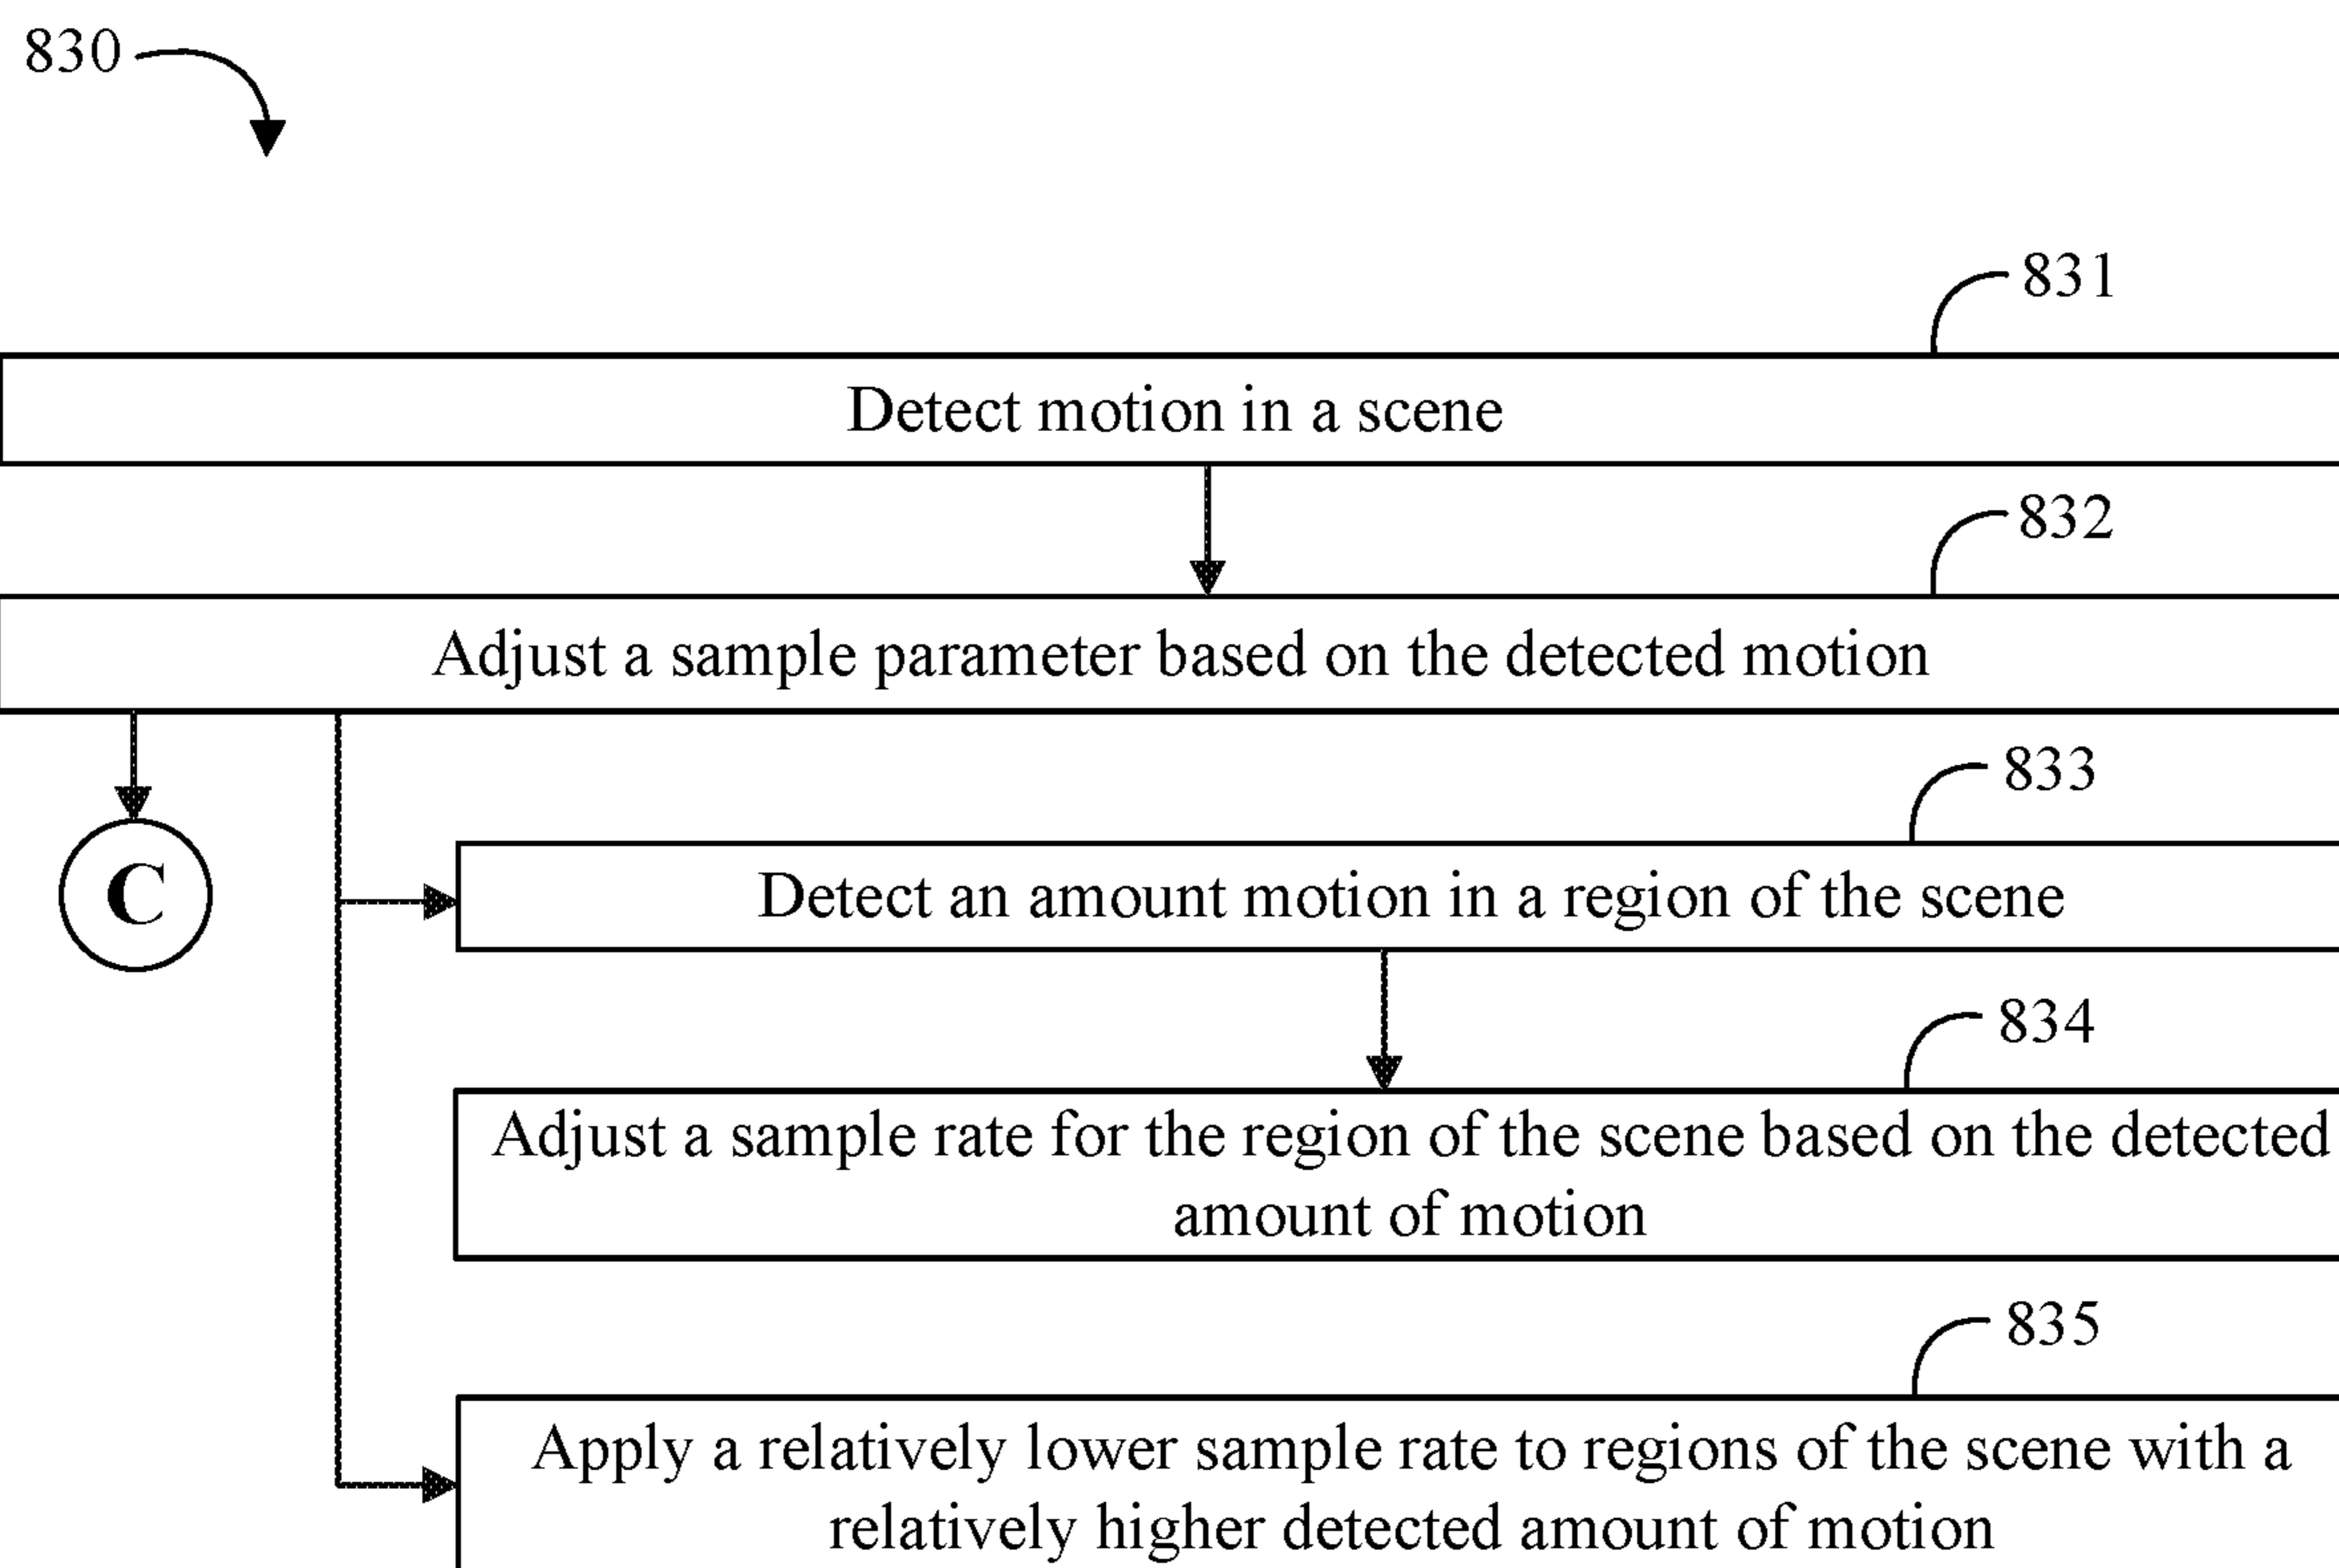 830
831
Detect motion in a scene
832
Adjust a sample parameter based on the detected motion
833
C
Detect an amount motion in a region of the scene
834
Adjust a sample rate for the region of the scene based on the detected
amount of motion
835
Apply a relatively lower sample rate to regions of the scene with a
relatively higher detected amount of motion